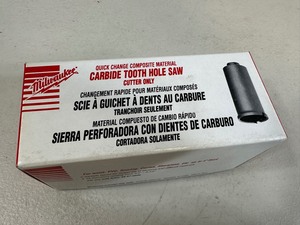 Milwaukee
QUICK CHANGE COMPOSITE MATERIAL
CARBIDE TOOTH HOLE SAW
CUTTER ONLY
CHANGEMENT RAPIDE POUR MATÉRIAUX COMPOSÉS
SCIE À GUICHET À DENTS AU CARBURE
TRANCHOIR SEULEMENT
MATERIAL COMPUESTO DE CAMBIO RÁPIDO
SIERRA PERFORADORA CON DIENTES DE CARBURO
CORTADORA SOLAMENTE